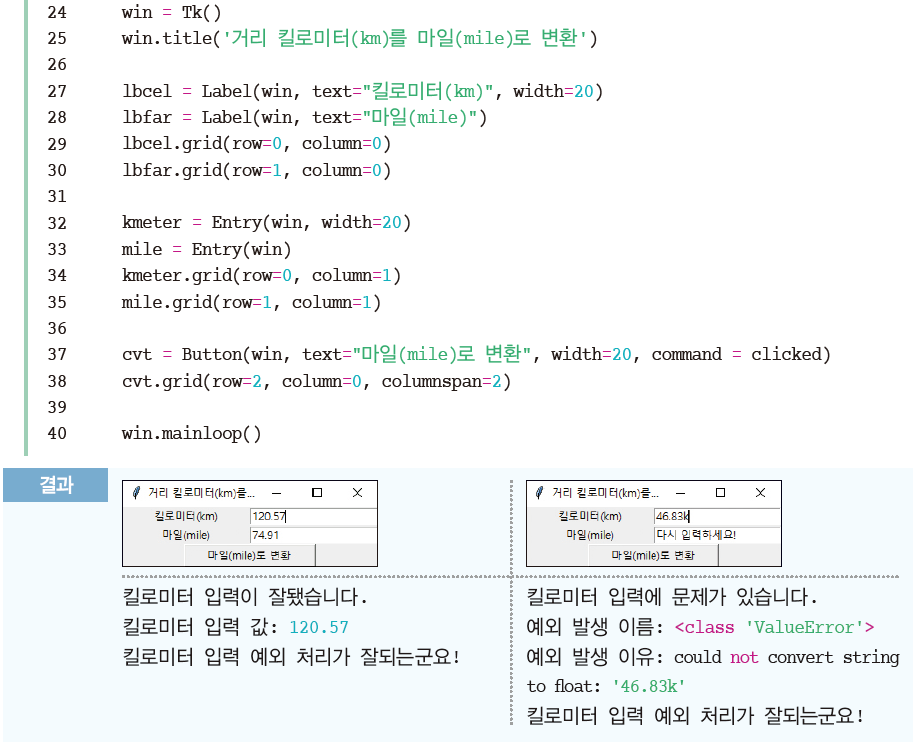 24 win = Tk()
25 win.title('거리 킬로미터(km)를 마일(mile)로 변환')
26
27 lbcel = Label(win, text="킬로미터(km)", width=20)
28 lbfar = Label(win, text="마일(mile)")
29 lbcel.grid(row=0, column=0)
30 lbfar.grid(row=1, column=0)
31
32 kmeter = Entry(win, width=20)
33 mile = Entry(win)
34 kmeter.grid(row=0, column=1)
35 mile.grid(row=1, column=1)
36
37 cvt = Button(win, text="마일(mile)로 변환", width=20, command = clicked)
38 cvt.grid(row=2, column=0, columnspan=2)
39
40 win.mainloop()
결과
거리 킬로미터(km)를...
킬로미터(km) 120.57
마일(mile) 74.91
마일(mile)로 변환
킬로미터 입력이 잘됐습니다.
킬로미터 입력 값: 120.57
킬로미터 입력 예외 처리가 잘되는군요!
거리 킬로미터(km)를...
킬로미터(km) 46.83k
마일(mile) 다시 입력하세요!
마일(mile)로 변환
킬로미터 입력에 문제가 있습니다.
예외 발생 이름: <class 'ValueError'>
예외 발생 이유: could not convert string
to float: '46.83k'
킬로미터 입력 예외 처리가 잘되는군요!